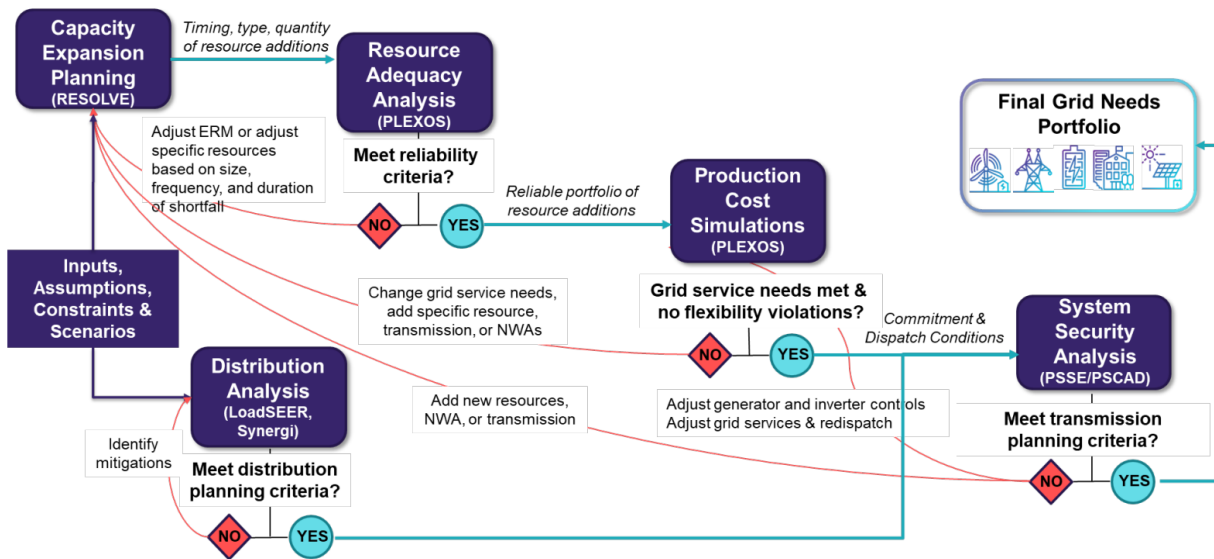 Capacity
Expansion
Planning
(RESOLVE)
Timing, type, quantity
of resource additions
Resource
Adequacy
Analysis
(PLEXOS)
Final Grid Needs
Portfolio
Adjust ERM or adjust
specific resources
based on size,
frequency, and duration
of shortfall
Meet reliability
criteria?
NO
YES
Reliable portfolio of
resource additions
Production
Cost
Simulations
(PLEXOS)
Inputs,
Assumptions,
Constraints &
Scenarios
Change grid service needs,
add specific resource,
transmission, or NWAs
Grid service needs met &
no flexibility violations?
NO
YES
Commitment &
Dispatch Conditions
System
Security
Analysis
(PSSE/PSCAD)
Distribution
Analysis
(LoadSEER,
Synergi)
Add new resources,
NWA, or transmission
Adjust generator and inverter controls
Adjust grid services & redispatch
Meet transmission
planning criteria?
NO
YES
Identify
mitigations
Meet distribution
planning criteria?
NO
YES